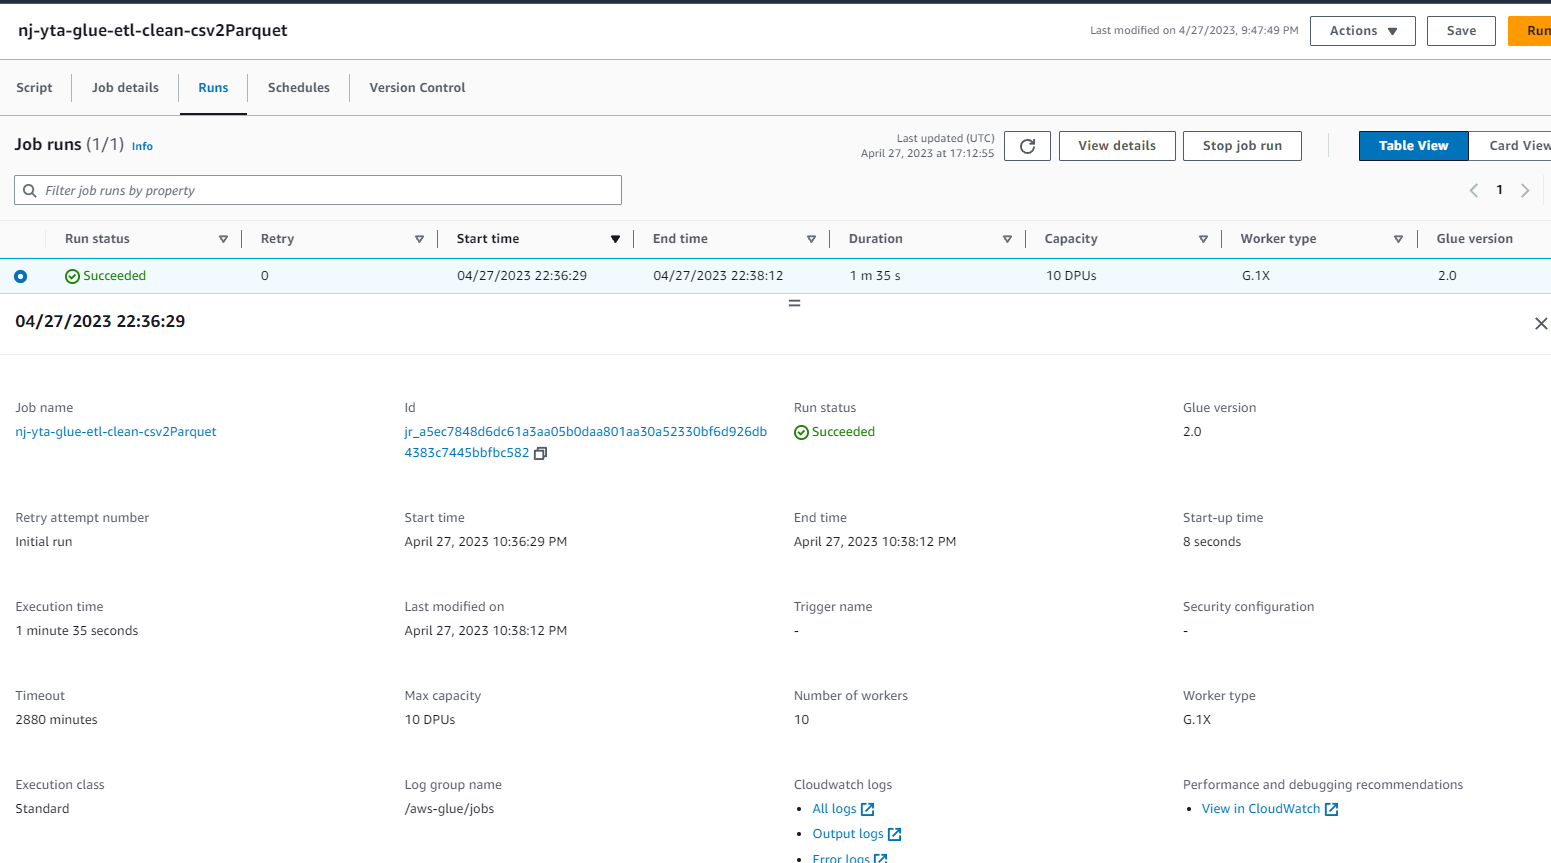 nj-yta-glue-etl-clean-csv2Parquet
Last modified on 4/27/2023, 9:47:49 PM
Actions
Save
Run
Script
Job details
Runs
Schedules
Version Control
Job runs (1/1) Info
Last updated (UTC)
April 27, 2023 at 17:12:55
View details
Stop job run
Table View
Card View
Filter job runs by property
1
Run status
Retry
Start time
End time
Duration
Capacity
Worker type
Glue version
Succeeded
0
04/27/2023 22:36:29
04/27/2023 22:38:12
1 m 35 s
10 DPUs
G.1X
2.0
04/27/2023 22:36:29
Job name
nj-yta-glue-etl-clean-csv2Parquet
Id
jr_a5ec7848d6dc61a3aa05b0daa801aa30a52330bf6d926db
4383c7445bbfbc582
Run status
Succeeded
Glue version
2.0
Retry attempt number
Initial run
Start time
April 27, 2023 10:36:29 PM
End time
April 27, 2023 10:38:12 PM
Start-up time
8 seconds
Execution time
1 minute 35 seconds
Last modified on
April 27, 2023 10:38:12 PM
Trigger name
-
Security configuration
-
Timeout
2880 minutes
Max capacity
10 DPUs
Number of workers
10
Worker type
G.1X
Execution class
Standard
Log group name
/aws-glue/jobs
Cloudwatch logs
• All logs
• Output logs
• Error logs
Performance and debugging recommendations
• View in CloudWatch